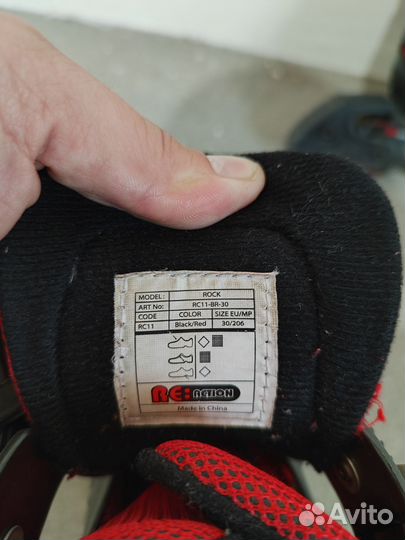 MODEL: ROCK
ART No: RC11-BR-30
CODE COLOR SIZE EU/MP
RC11 Black/Red 30/206
RE:ACTION
Made in China
Avito